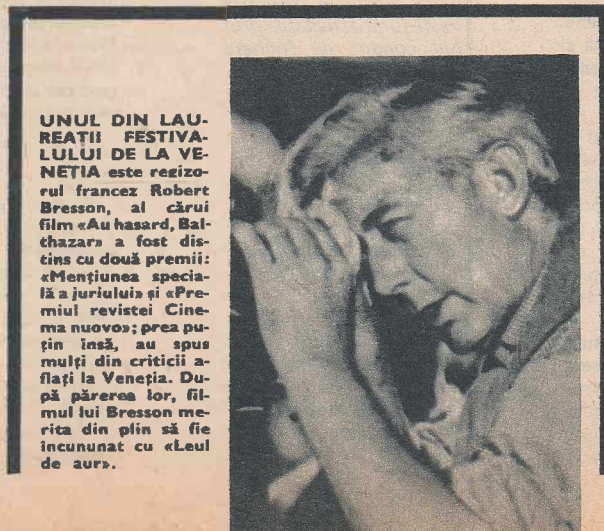 UNUL DIN LAU-
REAȚII FESTIVA-
LULUI DE LA VE-
NEȚIA este regizo-
rul francez Robert
Bresson, al cărui
film «Au hasard, Bal-
thazar» a fost dis-
tins cu două premii:
«Mențiunea specia-
lă a juriului» și «Pre-
miul revistei Cine-
ma nuovo»; prea pu-
țin însă, au spus
mulți din criticii a-
flați la Veneția. Du-
pă părerea lor, fil-
mul lui Bresson me-
rita din plin să fie
încununat cu «Leul
de aur».